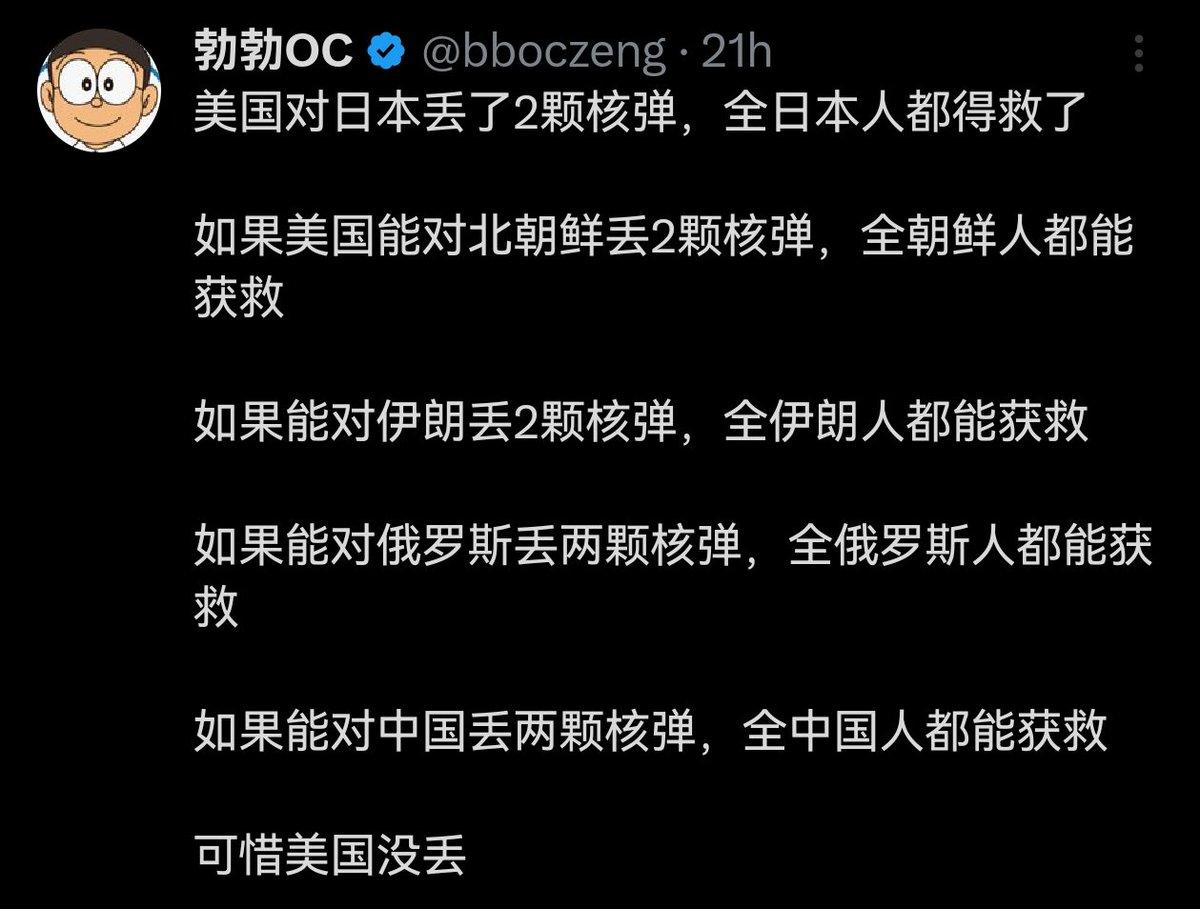 勃勃OC @bboczeng · 21h
美国对日本丢了2颗核弹，全日本人都得救了
如果美国能对北朝鲜丢2颗核弹，全朝鲜人都能
获救
如果能对伊朗丢2颗核弹，全伊朗人都能获救
如果能对俄罗斯丢两颗核弹，全俄罗斯人都能获
救
如果能对中国丢两颗核弹，全中国人都能获救
可惜美国没丢